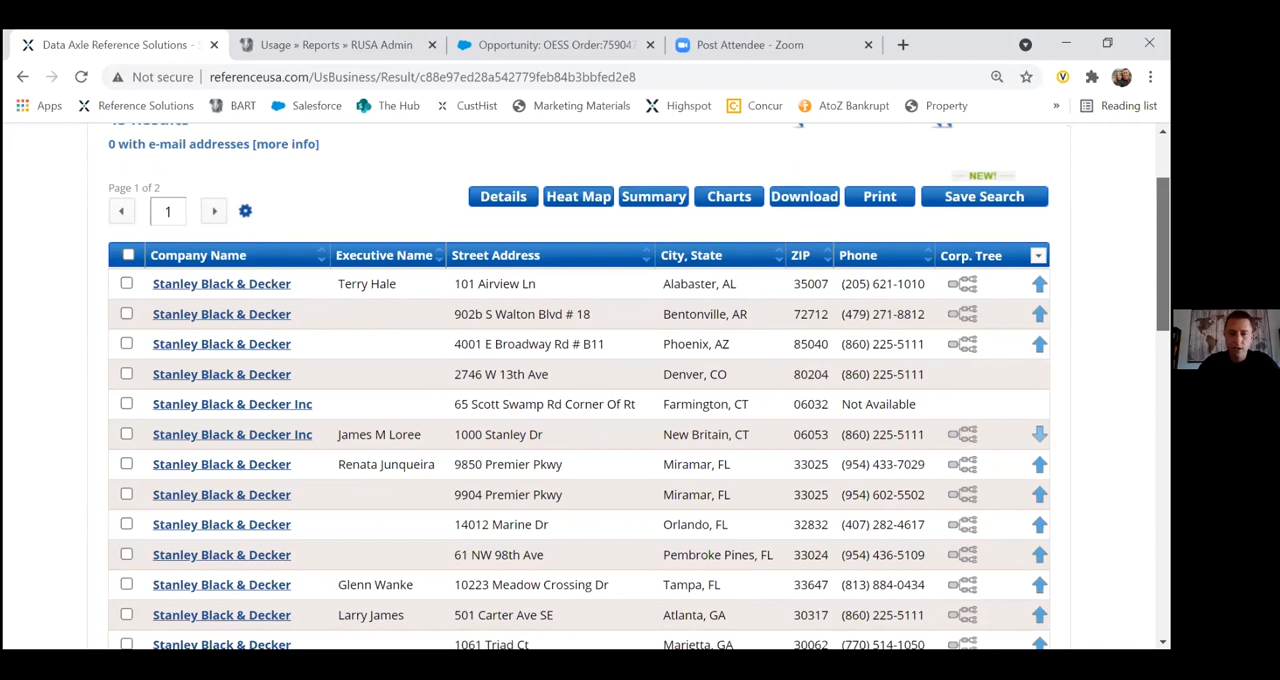 Data Axle Reference Solutions - Usage » Reports » RUSA Admin Opportunity: OESS Order:759047 Post Attendee - Zoom
Not secure referenceusa.com/UsBusiness/Result/c88e97ed28a542779feb84b3bbfed2e8
Apps Reference Solutions BART Salesforce The Hub CustHist Marketing Materials Highspot Concur AtoZ Bankrupt Property » Reading list
0 with e-mail addresses [more info]
NEW!
Page 1 of 2
1 Details Heat Map Summary Charts Download Print Save Search
Company Name Executive Name Street Address City, State ZIP Phone Corp. Tree
Stanley Black & Decker Terry Hale 101 Airview Ln Alabaster, AL 35007 (205) 621-1010
Stanley Black & Decker 902b S Walton Blvd # 18 Bentonville, AR 72712 (479) 271-8812
Stanley Black & Decker 4001 E Broadway Rd # B11 Phoenix, AZ 85040 (860) 225-5111
Stanley Black & Decker 2746 W 13th Ave Denver, CO 80204 (860) 225-5111
Stanley Black & Decker Inc 65 Scott Swamp Rd Corner Of Rt Farmington, CT 06032 Not Available
Stanley Black & Decker Inc James M Loree 1000 Stanley Dr New Britain, CT 06053 (860) 225-5111
Stanley Black & Decker Renata Junqueira 9850 Premier Pkwy Miramar, FL 33025 (954) 433-7029
Stanley Black & Decker 9904 Premier Pkwy Miramar, FL 33025 (954) 602-5502
Stanley Black & Decker 14012 Marine Dr Orlando, FL 32832 (407) 282-4617
Stanley Black & Decker 61 NW 98th Ave Pembroke Pines, FL 33024 (954) 436-5109
Stanley Black & Decker Glenn Wanke 10223 Meadow Crossing Dr Tampa, FL 33647 (813) 884-0434
Stanley Black & Decker Larry James 501 Carter Ave SE Atlanta, GA 30317 (860) 225-5111
Stanley Black & Decker 1061 Triad Ct Marietta, GA 30062 (770) 514-1050